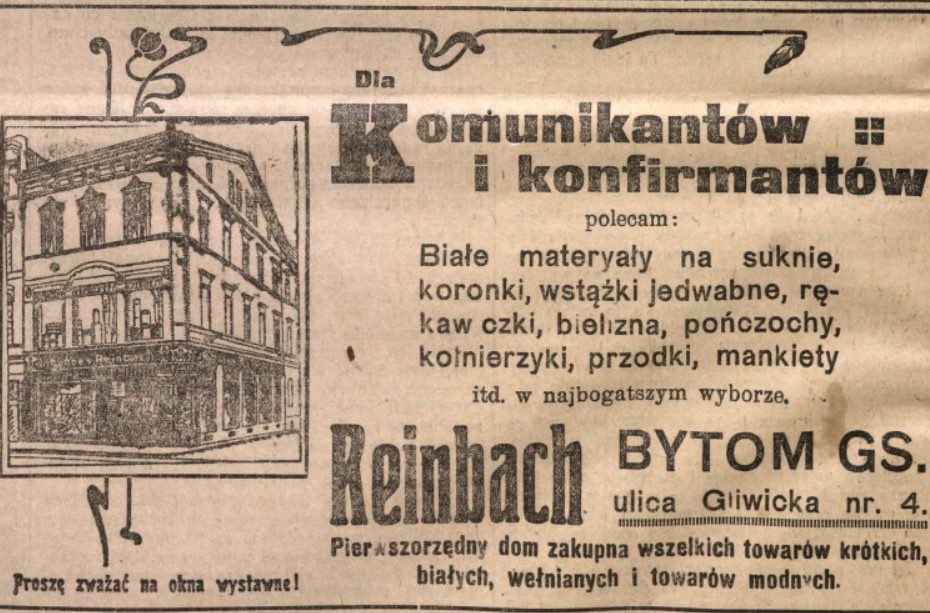 Dla
Komunikantów
i konfirmantów
polecam:
Białe materyały na suknie,
koronki, wstążki jedwabne, rę-
kaw czki, bielizna, pończochy,
kołnierzyki, przodki, mankiety
itd. w najbogatszym wyborze.
Reinbach
BYTOM GS.
ulica Gliwicka nr. 4.
Pierwszorzędny dom zakupna wszelkich towarów krótkich,
białych, wełnianych i towarów modnych.
Reinbach
Proszę zważać na okna wystawne!